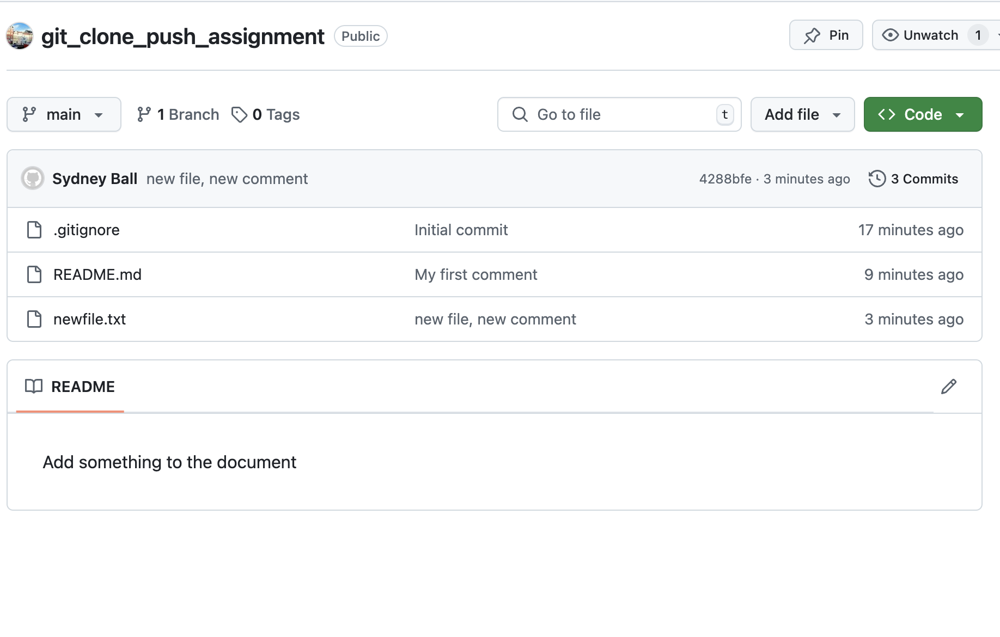 git_clone_push_assignment Public Pin Unwatch 1
main 1 Branch 0 Tags Go to file t Add file Code
Sydney Ball new file, new comment 4288bfe · 3 minutes ago 3 Commits
.gitignore Initial commit 17 minutes ago
README.md My first comment 9 minutes ago
newfile.txt new file, new comment 3 minutes ago
README
Add something to the document